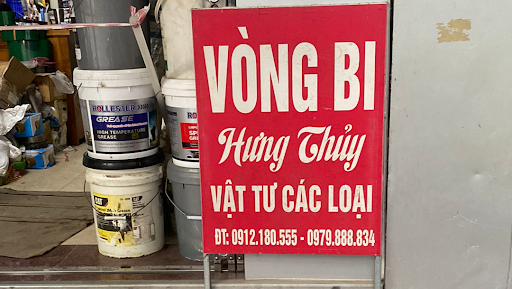 VÒNG BI
Hưng Thủy
VẬT TƯ CÁC LOẠI
ĐT: 0912.180.555 - 0979.888.834
ROLLESTER
GREASE
HIGH TEMPERATURE
GREASE
CAT